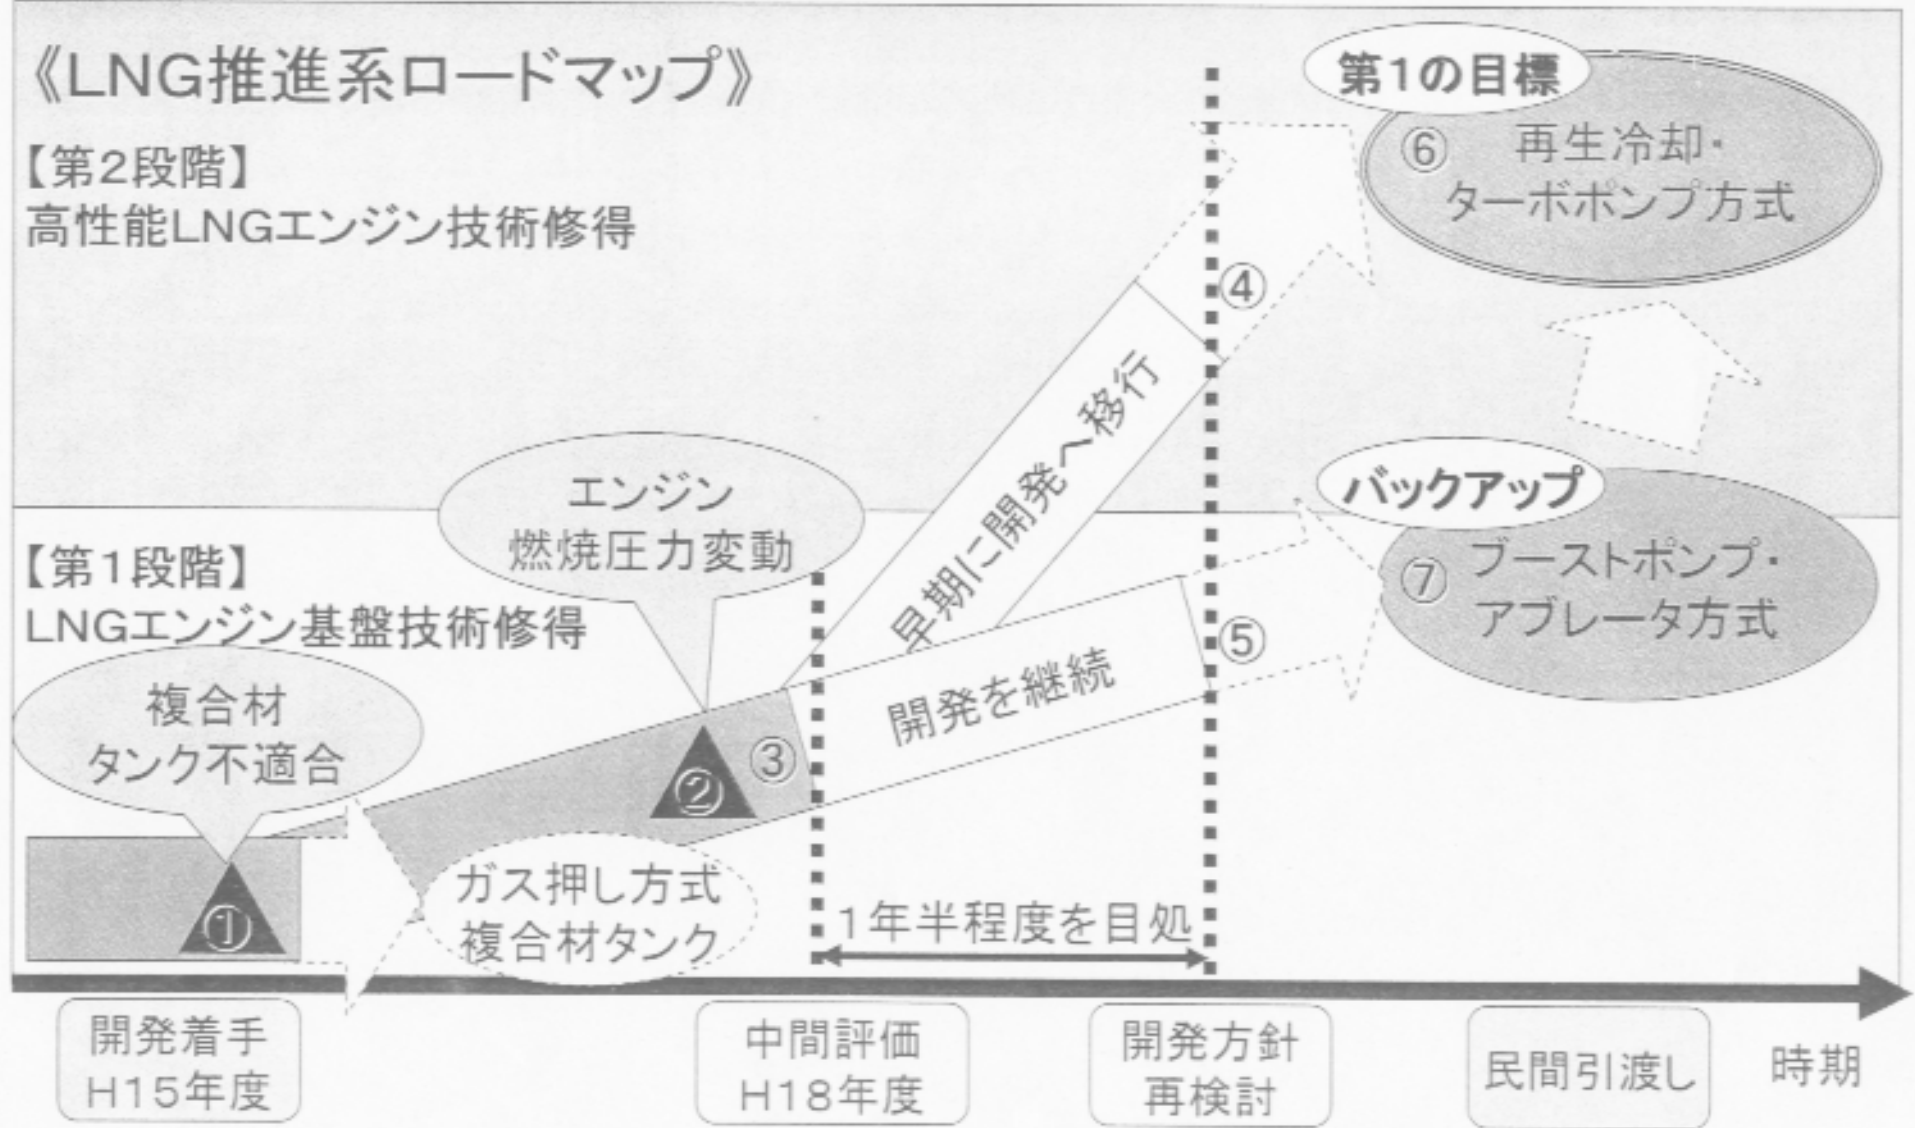 《LNG推進系ロードマップ》
【第2段階】
高性能LNGエンジン技術修得
第1の目標
⑥ 再生冷却・
ターボポンプ方式
④
早期に開発へ移行
バックアップ
⑦ ブーストポンプ・
アブレータ方式
エンジン
燃焼圧力変動
【第1段階】
LNGエンジン基盤技術修得
⑤
開発を継続
複合材
タンク不適合
③
②
①
ガス押し方式
複合材タンク
1年半程度を目処
開発着手
H15年度
中間評価
H18年度
開発方針
再検討
民間引渡し
時期